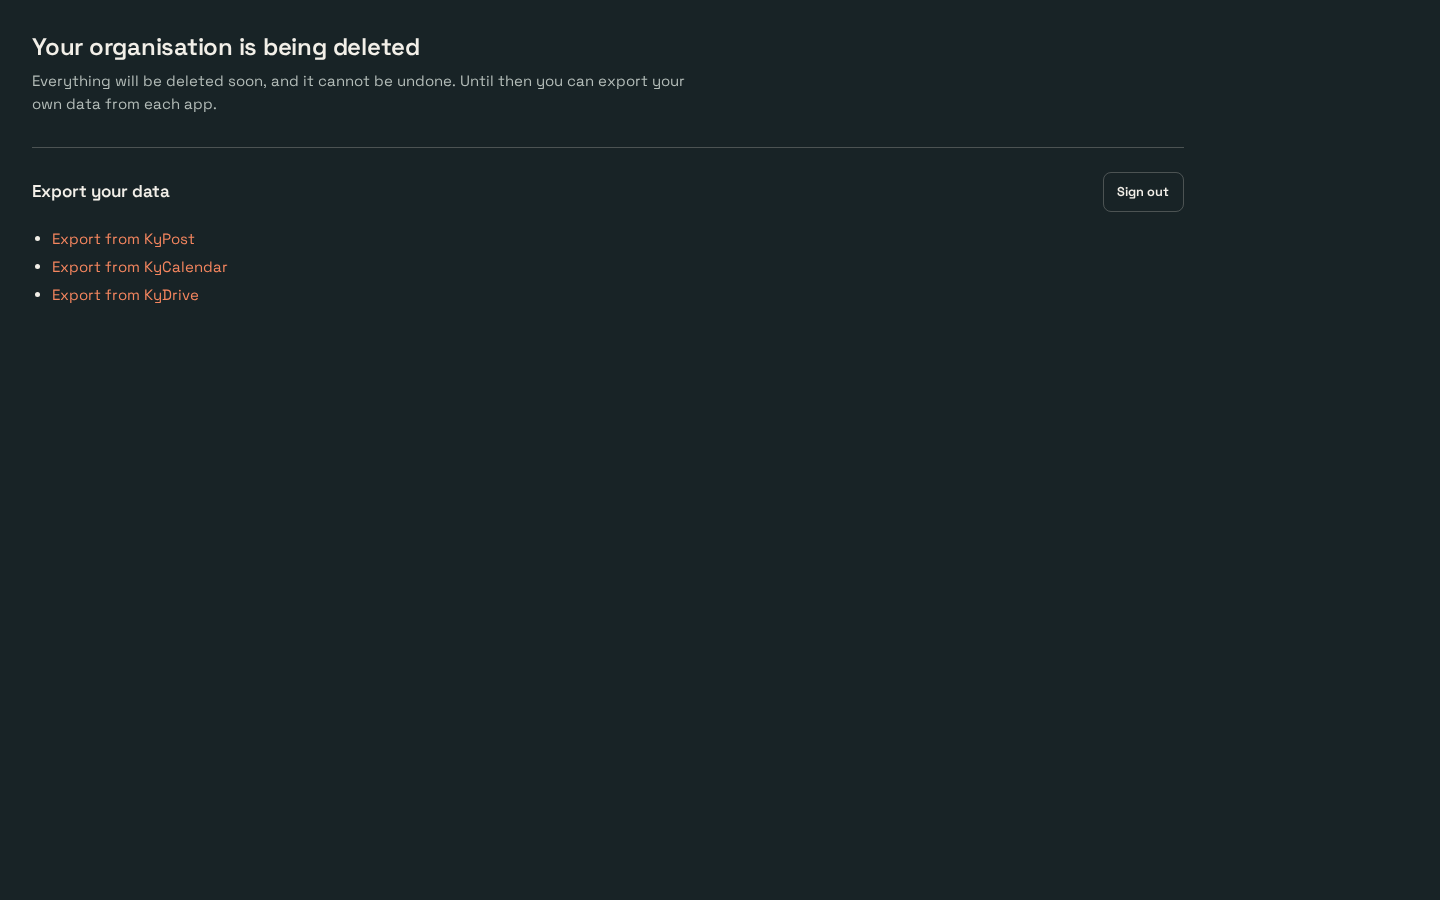 Your organisation is being deleted
Everything will be deleted soon, and it cannot be undone. Until then you can export your
own data from each app.
Export your data
Sign out
Export from KyPost
Export from KyCalendar
Export from KyDrive